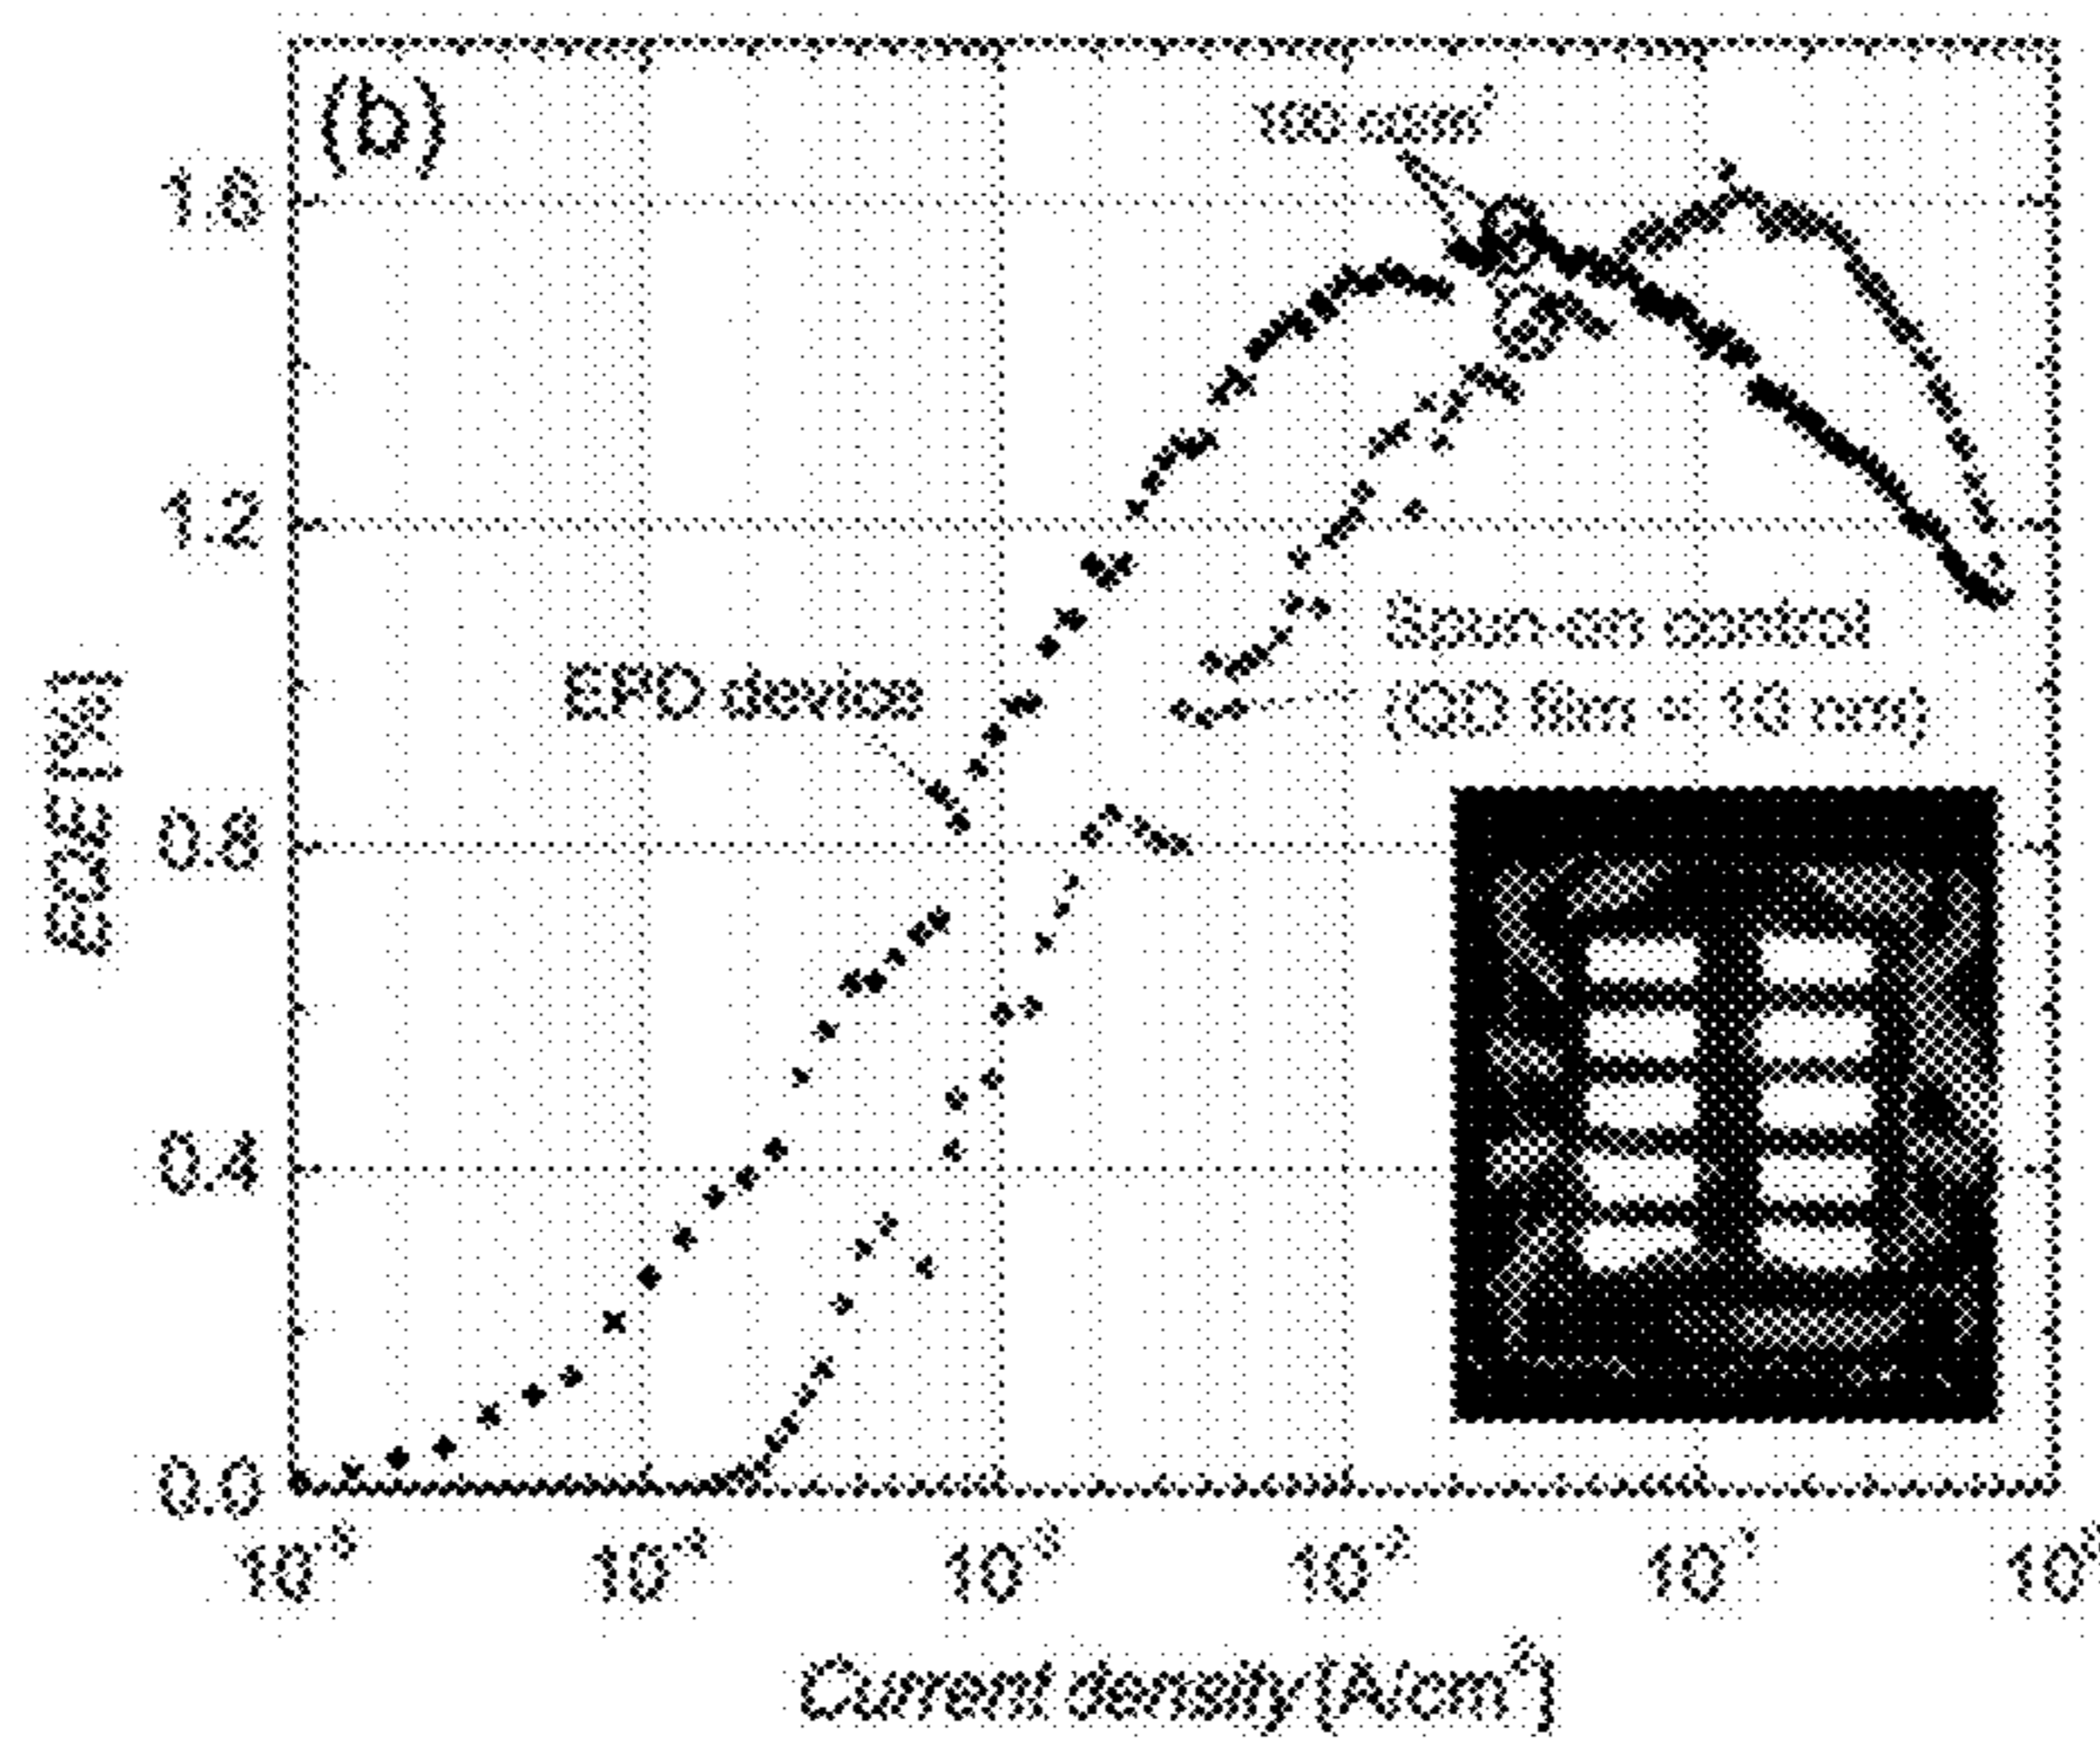 (b)
100 cd/m²
1.6
1.2
0.8
0.4
0.0
EQE [%]
EPD device
Spun-on control
(QD film = 10 nm)
10⁻⁵ 10⁻⁴ 10⁻³ 10⁻² 10⁻¹ 10⁰
Current density [A/cm²]